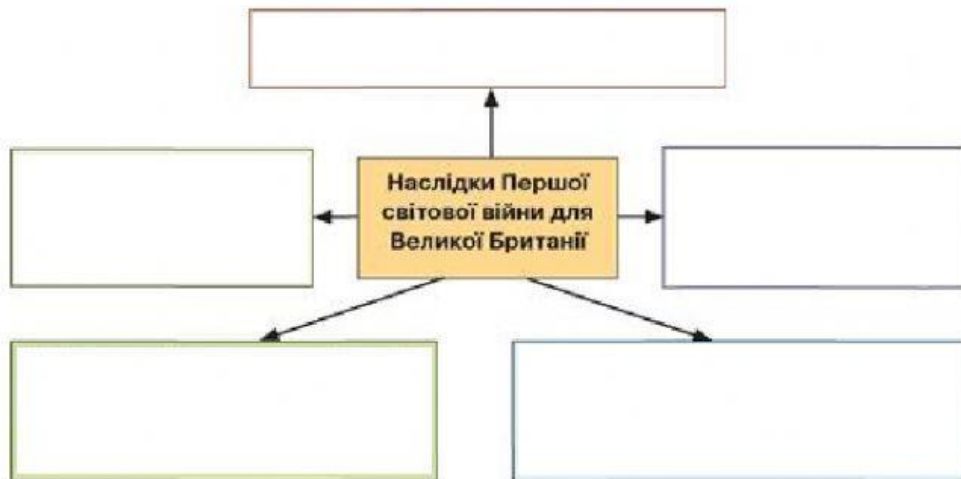 Наслідки Першої
світової війни для
Великої Британії